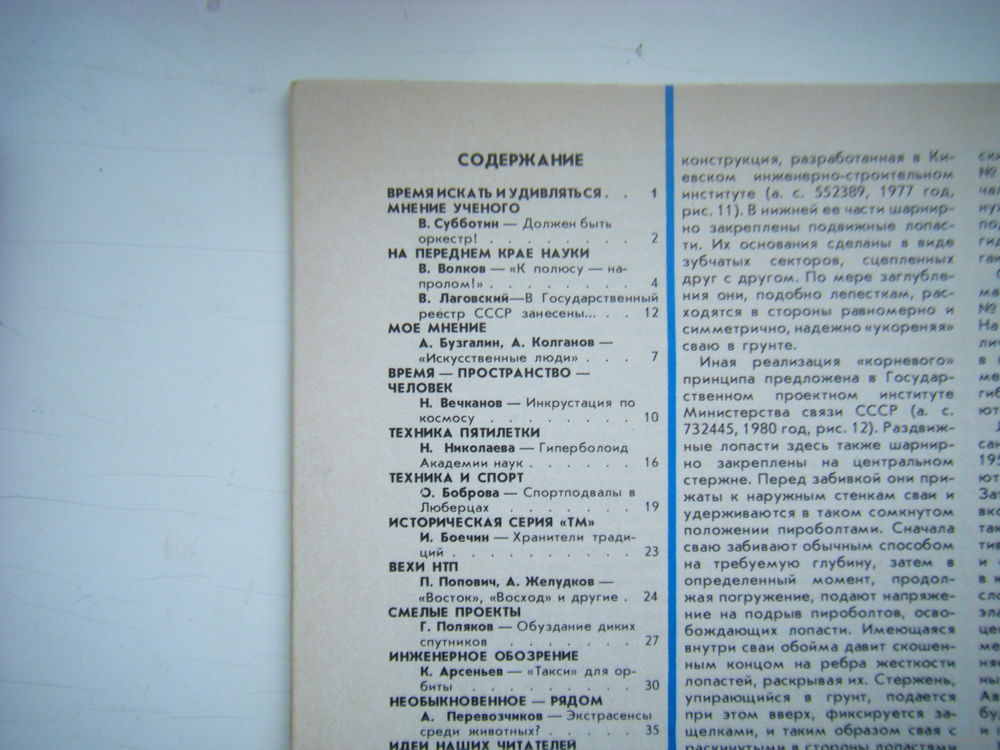 СОДЕРЖАНИЕ
ВРЕМЯ ИСКАТЬ И УДИВЛЯТЬСЯ . . 1
МНЕНИЕ УЧЕНОГО
В. Субботин — Должен быть
оркестр! . . . . . . . . 2
НА ПЕРЕДНЕМ КРАЕ НАУКИ
В. Волков — «К полюсу — на-
пролом!» . . . . . . . . 4
В. Лаговский—В Государственный
реестр СССР занесены... . . 12
МОЕ МНЕНИЕ
А. Бузгалин, А. Колганов —
«Искусственные люди» . . . 7
ВРЕМЯ — ПРОСТРАНСТВО —
ЧЕЛОВЕК
Н. Вечканов — Инкрустация по
космосу . . . . . . . . 10
ТЕХНИКА ПЯТИЛЕТКИ
Н. Николаева — Гиперболоид
Академии наук . . . . . . 16
ТЕХНИКА И СПОРТ
О. Боброва — Спортподвалы в
Люберцах . . . . . . . 19
ИСТОРИЧЕСКАЯ СЕРИЯ «ТМ»
И. Боечин — Хранители тради-
ций . . . . . . . . . . 23
ВЕХИ НТП
П. Попович, А. Желудков —
«Восток», «Восход» и другие . 24
СМЕЛЫЕ ПРОЕКТЫ
Г. Поляков — Обуздание диких
спутников . . . . . . . 27
ИНЖЕНЕРНОЕ ОБОЗРЕНИЕ
К. Арсеньев — «Такси» для ор-
биты . . . . . . . . . 30
НЕОБЫКНОВЕННОЕ — РЯДОМ
А. Перевозчиков — Экстрасенсы
среди животных? . . . . . 35
ИДЕИ НАШИХ ЧИТАТЕЛЕЙ
конструкция, разработанная в Ки-
евском инженерно-строительном
институте (а. с. 552389, 1977 год,
рис. 11). В нижней ее части шарнир-
но закреплены подвижные лопас-
ти. Их основания сделаны в виде
зубчатых секторов, сцепленных
друг с другом. По мере заглубле-
ния они, подобно лепесткам, рас-
ходятся в стороны равномерно и
симметрично, надежно «укореняя»
сваю в грунте.
Иная реализация «корневого»
принципа предложена в Государ-
ственном проектном институте
Министерства связи СССР (а. с.
732445, 1980 год, рис. 12). Раздвиж-
ные лопасти здесь также шарнир-
но закреплены на центральном
стержне. Перед забивкой они при-
жаты к наружным стенкам сваи и
удерживаются в таком сомкнутом
положении пироболтами. Сначала
сваю забивают обычным способом
на требуемую глубину, затем в
определенный момент, продол-
жая погружение, подают напряже-
ние на подрыв пироболтов, осво-
бождающих лопасти. Имеющаяся
внутри сваи обойма давит скошен-
ным концом на ребра жесткости
лопастей, раскрывая их. Стержень,
упирающийся в грунт, подается
при этом вверх, фиксируется за-
щелками, и таким образом свая с
раскинутыми в стороны лопастями